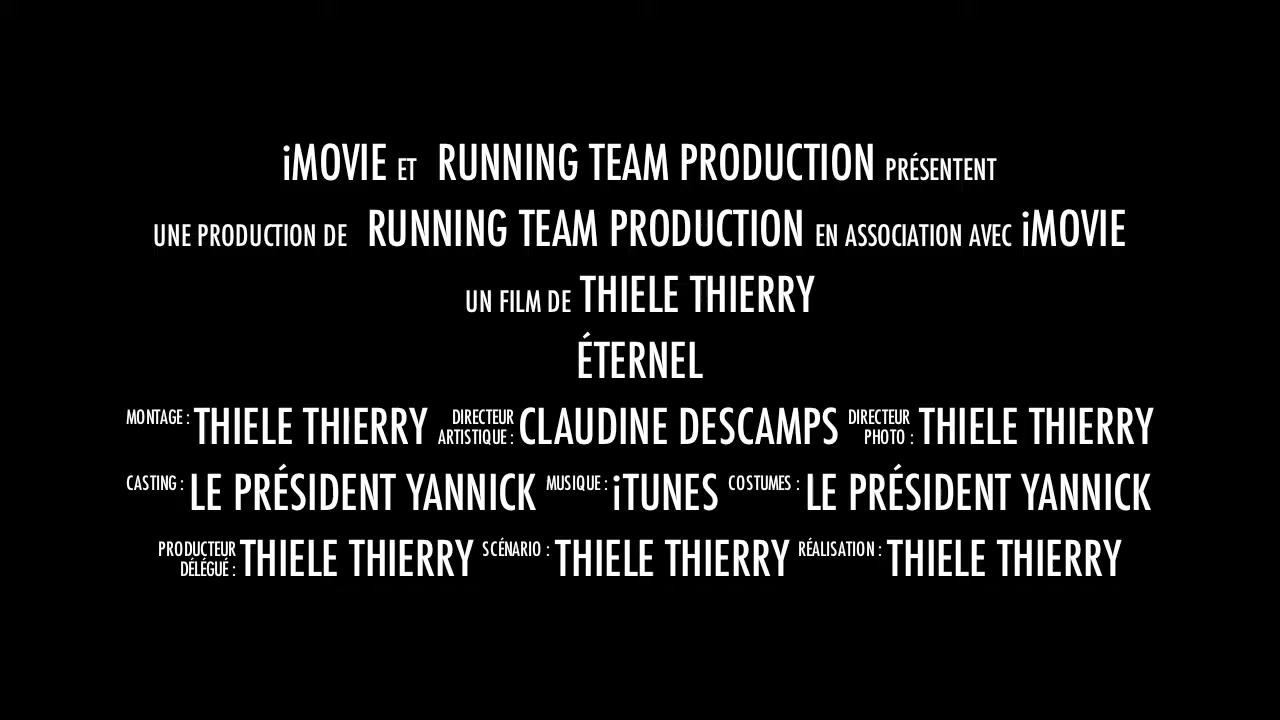 iMOVIE ET RUNNING TEAM PRODUCTION PRÉSENTENT
UNE PRODUCTION DE RUNNING TEAM PRODUCTION EN ASSOCIATION AVEC iMOVIE
UN FILM DE THIELE THIERRY
ÉTERNEL
MONTAGE : THIELE THIERRY DIRECTEUR ARTISTIQUE : CLAUDINE DESCAMPS DIRECTEUR PHOTO : THIELE THIERRY
CASTING : LE PRÉSIDENT YANNICK MUSIQUE : iTUNES COSTUMES : LE PRÉSIDENT YANNICK
PRODUCTEUR DÉLÉGUÉ : THIELE THIERRY SCÉNARIO : THIELE THIERRY RÉALISATION : THIELE THIERRY